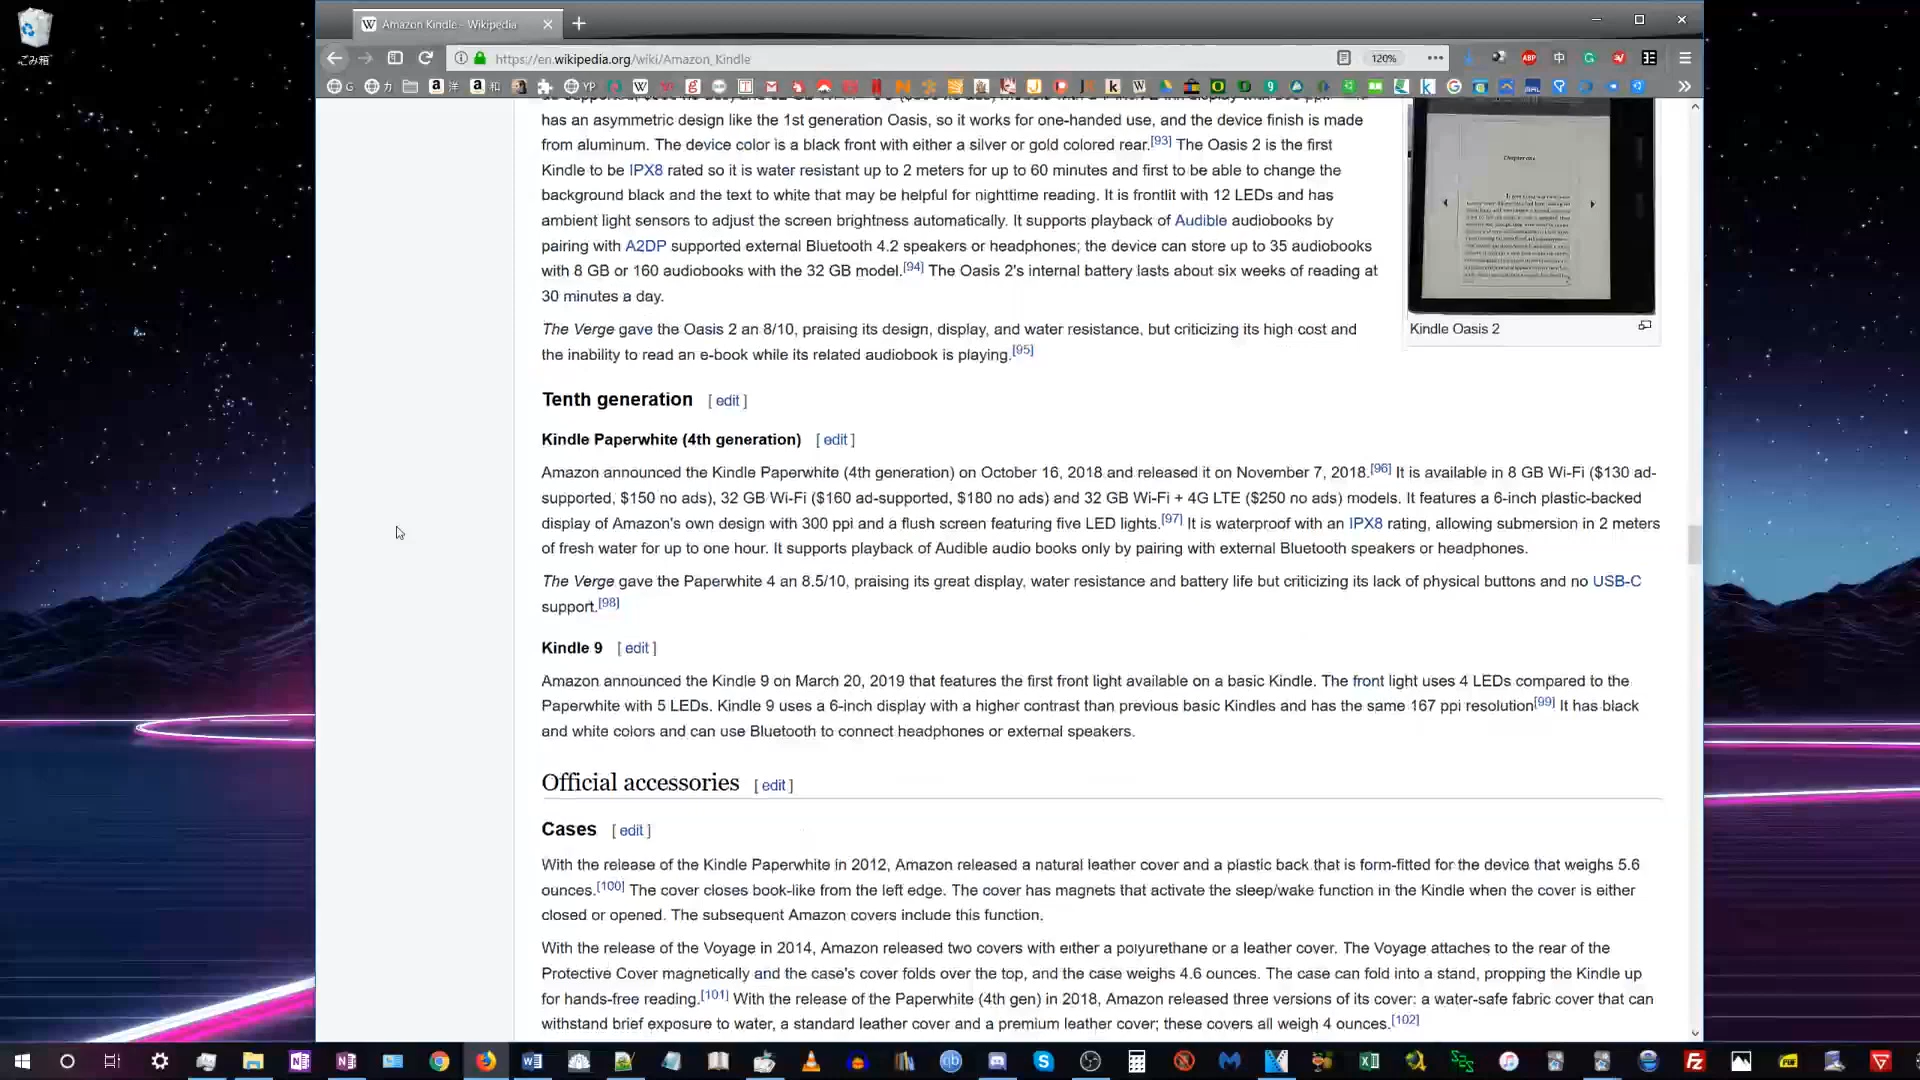 ごみ箱
Amazon Kindle - Wikipedia
https://en.wikipedia.org/wiki/Amazon_Kindle
120%
G
カ
洋
和
YP
has an asymmetric design like the 1st generation Oasis, so it works for one-handed use, and the device finish is made
from aluminum. The device color is a black front with either a silver or gold colored rear.[93] The Oasis 2 is the first
Kindle to be IPX8 rated so it is water resistant up to 2 meters for up to 60 minutes and first to be able to change the
background black and the text to white that may be helpful for nighttime reading. It is frontlit with 12 LEDs and has
ambient light sensors to adjust the screen brightness automatically. It supports playback of Audible audiobooks by
pairing with A2DP supported external Bluetooth 4.2 speakers or headphones; the device can store up to 35 audiobooks
with 8 GB or 160 audiobooks with the 32 GB model.[94] The Oasis 2's internal battery lasts about six weeks of reading at
30 minutes a day.
Kindle Oasis 2
The Verge gave the Oasis 2 an 8/10, praising its design, display, and water resistance, but criticizing its high cost and
the inability to read an e-book while its related audiobook is playing.[95]
Tenth generation [ edit ]
Kindle Paperwhite (4th generation) [ edit ]
Amazon announced the Kindle Paperwhite (4th generation) on October 16, 2018 and released it on November 7, 2018.[96] It is available in 8 GB Wi-Fi ($130 ad-
supported, $150 no ads), 32 GB Wi-Fi ($160 ad-supported, $180 no ads) and 32 GB Wi-Fi + 4G LTE ($250 no ads) models. It features a 6-inch plastic-backed
display of Amazon's own design with 300 ppi and a flush screen featuring five LED lights.[97] It is waterproof with an IPX8 rating, allowing submersion in 2 meters
of fresh water for up to one hour. It supports playback of Audible audio books only by pairing with external Bluetooth speakers or headphones.
The Verge gave the Paperwhite 4 an 8.5/10, praising its great display, water resistance and battery life but criticizing its lack of physical buttons and no USB-C
support.[98]
Kindle 9 [ edit ]
Amazon announced the Kindle 9 on March 20, 2019 that features the first front light available on a basic Kindle. The front light uses 4 LEDs compared to the
Paperwhite with 5 LEDs. Kindle 9 uses a 6-inch display with a higher contrast than previous basic Kindles and has the same 167 ppi resolution[99] It has black
and white colors and can use Bluetooth to connect headphones or external speakers.
Official accessories [ edit ]
Cases [ edit ]
With the release of the Kindle Paperwhite in 2012, Amazon released a natural leather cover and a plastic back that is form-fitted for the device that weighs 5.6
ounces.[100] The cover closes book-like from the left edge. The cover has magnets that activate the sleep/wake function in the Kindle when the cover is either
closed or opened. The subsequent Amazon covers include this function.
With the release of the Voyage in 2014, Amazon released two covers with either a polyurethane or a leather cover. The Voyage attaches to the rear of the
Protective Cover magnetically and the case's cover folds over the top, and the case weighs 4.6 ounces. The case can fold into a stand, propping the Kindle up
for hands-free reading.[101] With the release of the Paperwhite (4th gen) in 2018, Amazon released three versions of its cover: a water-safe fabric cover that can
withstand brief exposure to water, a standard leather cover and a premium leather cover; these covers all weigh 4 ounces.[102]